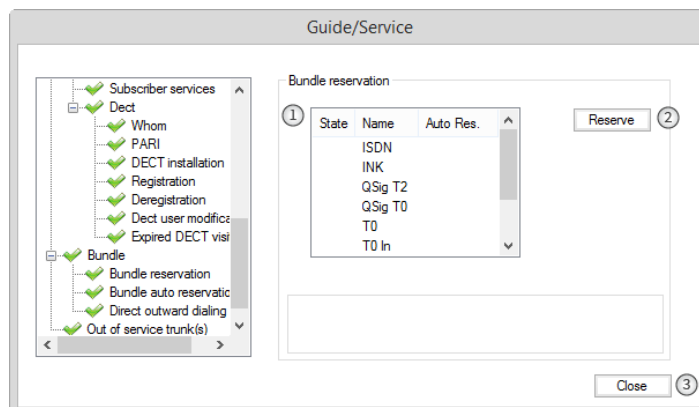 Guide/Service
Subscriber services
Dect
Whom
PARI
DECT installation
Registration
Deregistration
Dect user modifica
Expired DECT visi
Bundle
Bundle reservation
Bundle auto reservatic
Direct outward dialing
Out of service trunk(s)
Bundle reservation
1
State Name Auto Res.
ISDN
INK
QSig T2
QSig T0
T0
T0 In
Reserve 2
Close 3